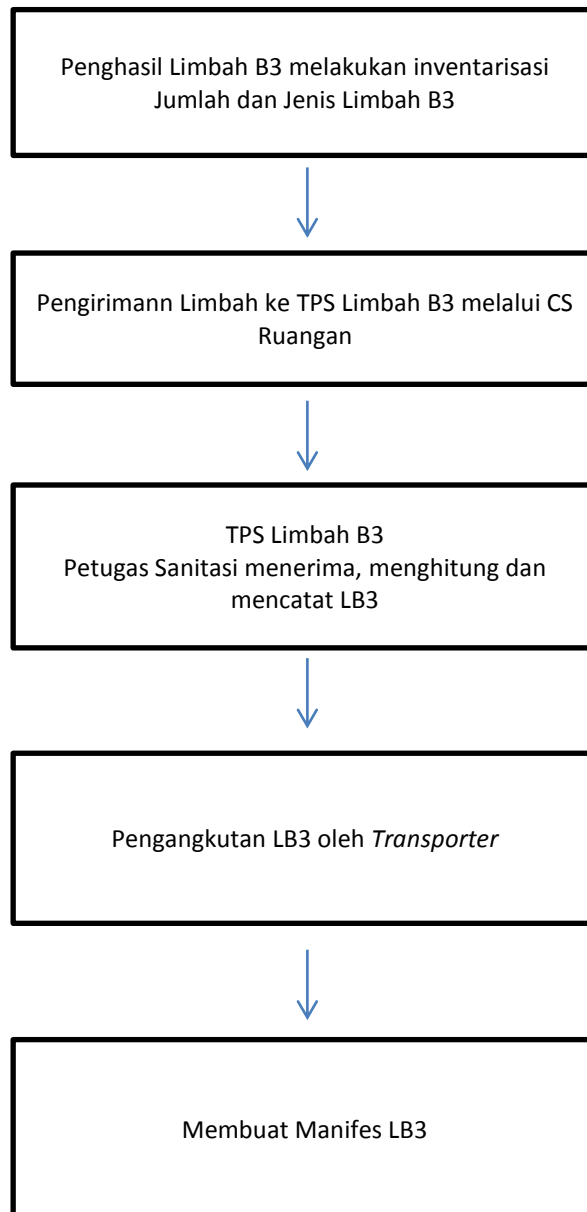 Penghasil Limbah B3 melakukan inventarisasi
Jumlah dan Jenis Limbah B3
Pengirimann Limbah ke TPS Limbah B3 melalui CS
Ruangan
TPS Limbah B3
Petugas Sanitasi menerima, menghitung dan
mencatat LB3
Pengangkutan LB3 oleh Transporter
Membuat Manifes LB3